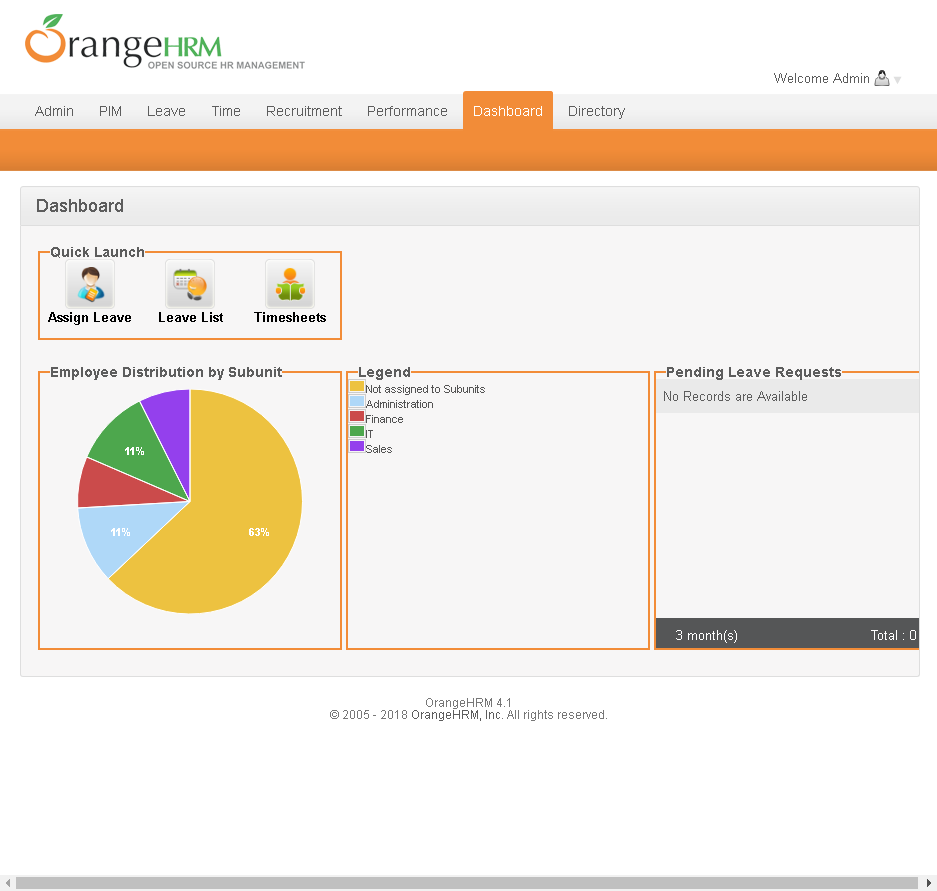 OrangeHRM
OPEN SOURCE HR MANAGEMENT
Welcome Admin
Admin PIM Leave Time Recruitment Performance Dashboard Directory
Dashboard
Quick Launch
Assign Leave Leave List Timesheets
Employee Distribution by Subunit
11%
11%
63%
Legend
Not assigned to Subunits
Administration
Finance
IT
Sales
Pending Leave Requests
No Records are Available
3 month(s) Total : 0
OrangeHRM 4.1
© 2005 - 2018 OrangeHRM, Inc. All rights reserved.